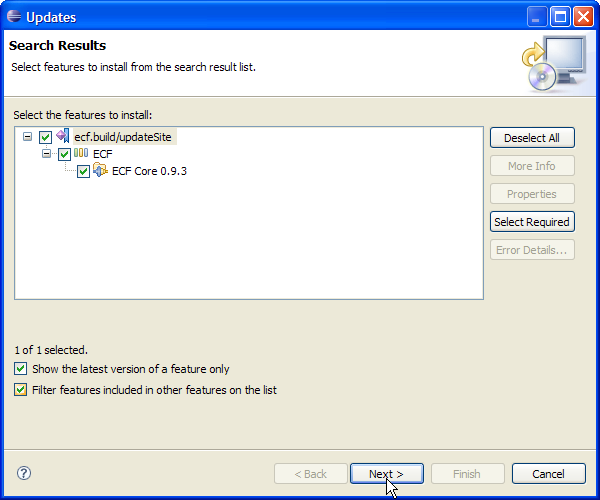 Updates
Search Results
Select features to install from the search result list.
Select the features to install:
ecf.build/updateSite
ECF
ECF Core 0.9.3
Deselect All
More Info
Properties
Select Required
Error Details...
1 of 1 selected.
Show the latest version of a feature only
Filter features included in other features on the list
?
< Back
Next >
Finish
Cancel